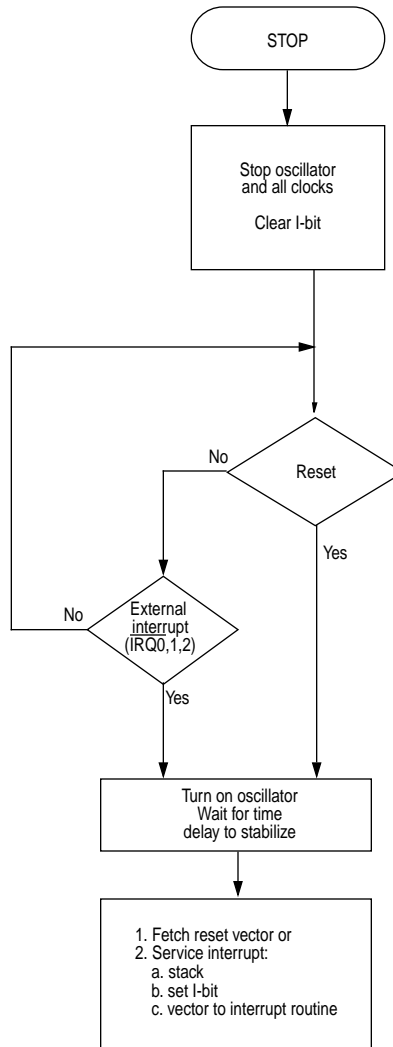 STOP
Stop oscillator
and all clocks
Clear I-bit
Reset
No
Yes
External
interrupt
(IRQ0,1,2)
No
Yes
Turn on oscillator
Wait for time
delay to stabilize
1. Fetch reset vector or
2. Service interrupt:
a. stack
b. set I-bit
c. vector to interrupt routine